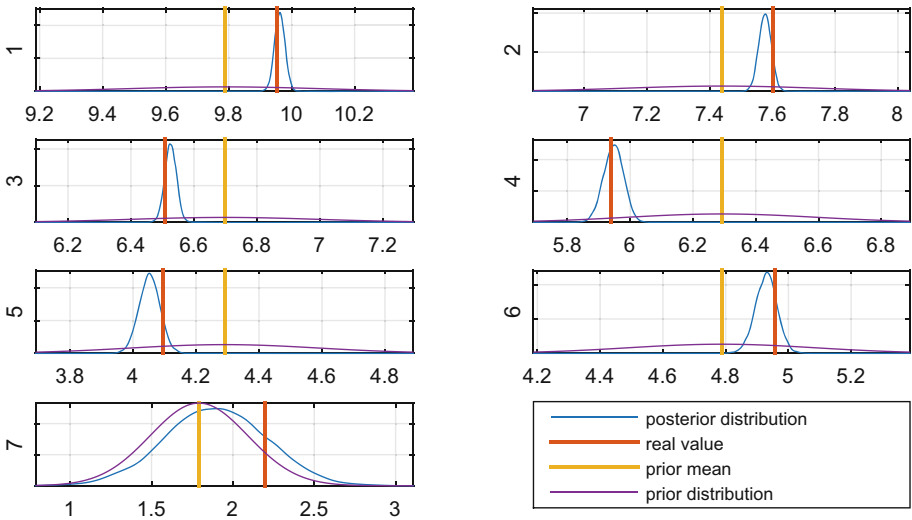 1
9.2 9.4 9.6 9.8 10 10.2
2
7 7.2 7.4 7.6 7.8 8
3
6.2 6.4 6.6 6.8 7 7.2
4
5.8 6 6.2 6.4 6.6 6.8
5
3.8 4 4.2 4.4 4.6 4.8
6
4.2 4.4 4.6 4.8 5 5.2
7
1 1.5 2 2.5 3
posterior distribution
real value
prior mean
prior distribution